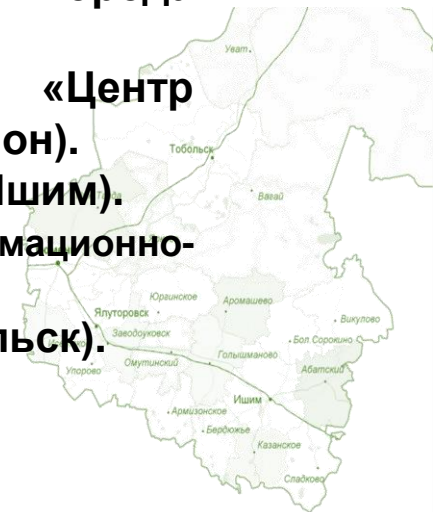 «Центр
он).
Ишим).
мационно-
льск).
Уват
Тобольск
Вагай
Юргинское
Аромашево
Ялуторовск
Викулово
Заводоуковск
Бол.Сорокино
Голышманово
Омутинский
Абатский
Упорово
Ишим
Армизонское
Бердюжье
Казанское
Сладково